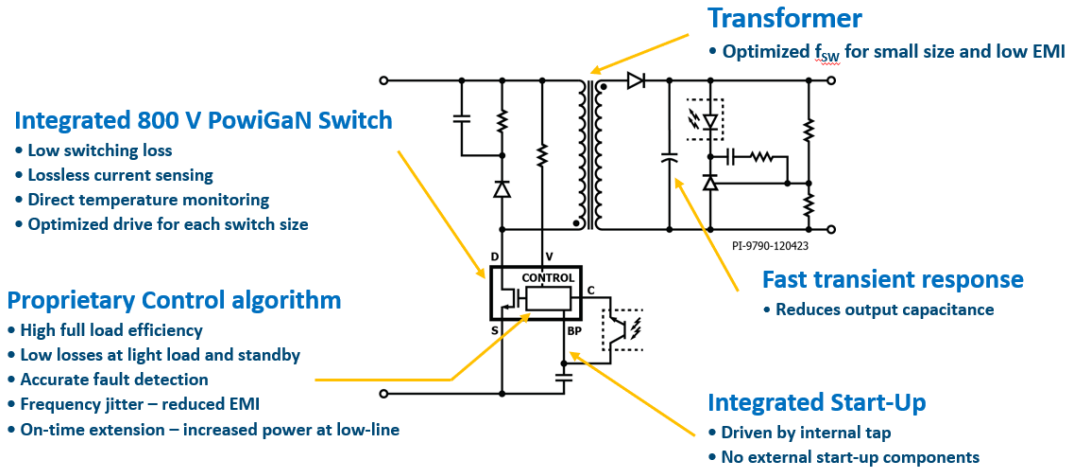 Transformer
• Optimized fSW for small size and low EMI
Integrated 800 V PowiGaN Switch
• Low switching loss
• Lossless current sensing
• Direct temperature monitoring
• Optimized drive for each switch size
PI-9790-120423
D
V
CONTROL
C
S
BP
Fast transient response
• Reduces output capacitance
Proprietary Control algorithm
• High full load efficiency
• Low losses at light load and standby
• Accurate fault detection
• Frequency jitter – reduced EMI
• On-time extension – increased power at low-line
Integrated Start-Up
• Driven by internal tap
• No external start-up components